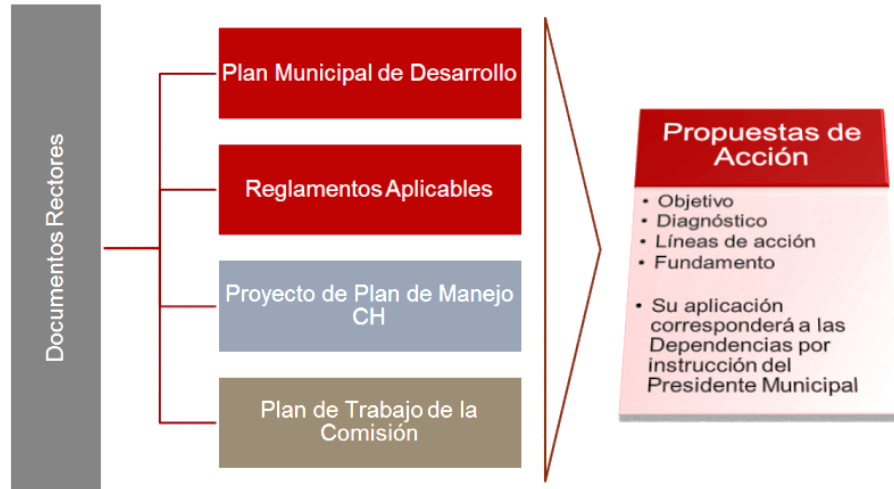 Documentos Rectores
Plan Municipal de Desarrollo
Reglamentos Aplicables
Proyecto de Plan de Manejo
CH
Plan de Trabajo de la
Comisión
Propuestas de
Acción
• Objetivo
• Diagnóstico
• Líneas de acción
• Fundamento
• Su aplicación
corresponderá a las
Dependencias por
instrucción del
Presidente Municipal